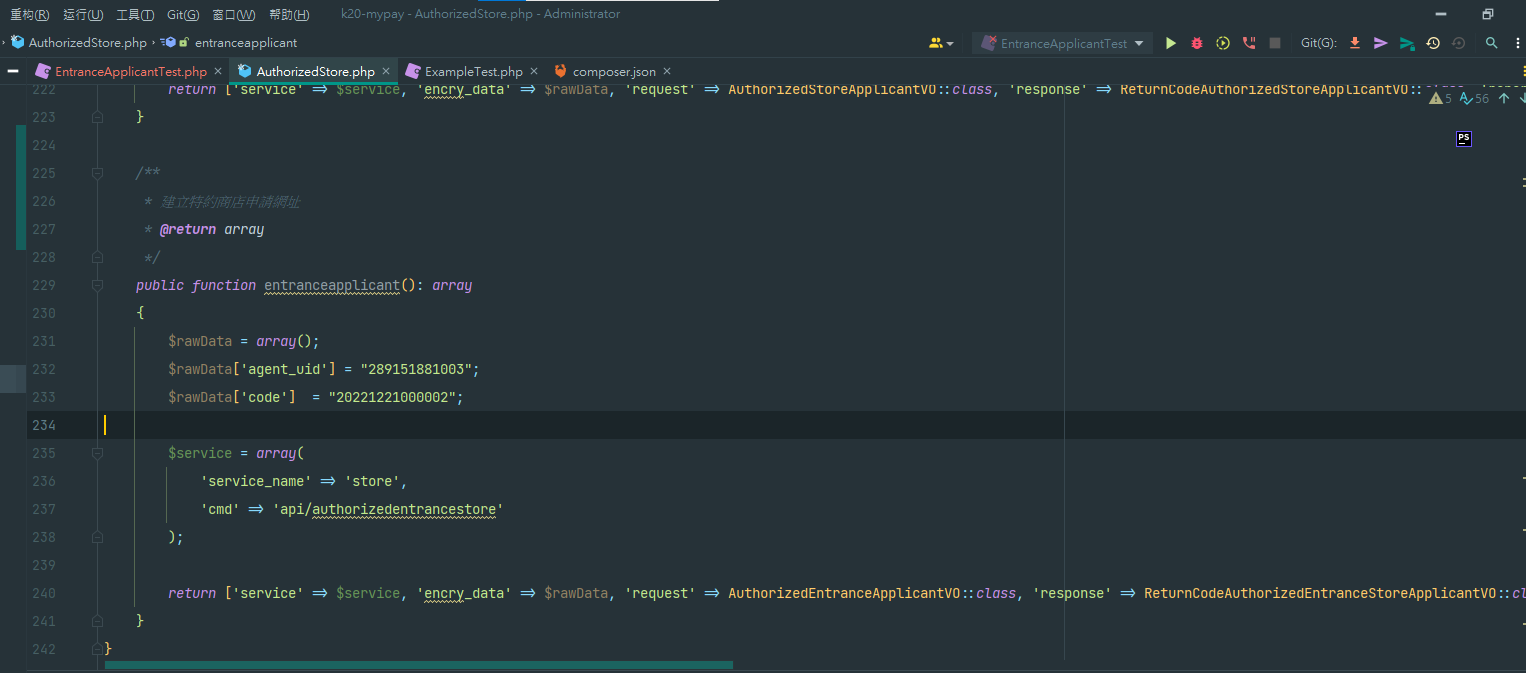 重构(R) 运行(U) 工具(T) Git(G) 窗口(W) 帮助(H) k20-mypay - AuthorizedStore.php - Administrator
AuthorizedStore.php entranceapplicant EntranceApplicantTest Git(G):
EntranceApplicantTest.php AuthorizedStore.php ExampleTest.php composer.json
222 return ['service' => $service, 'encry_data' => $rawData, 'request' => AuthorizedStoreApplicantVO::class, 'response' => ReturnCodeAuthorizedStoreApplicantVO::class,
5 56
223 }
224
PS
225 /**
226 * 建立特約商店申請網址
227 * @return array
228 */
229 public function entranceapplicant(): array
230 {
231 $rawData = array();
232 $rawData['agent_uid'] = "289151881003";
233 $rawData['code'] = "20221221000002";
234
235 $service = array(
236 'service_name' => 'store',
237 'cmd' => 'api/authorizedentrancestore'
238 );
239
240 return ['service' => $service, 'encry_data' => $rawData, 'request' => AuthorizedEntranceApplicantVO::class, 'response' => ReturnCodeAuthorizedEntranceStoreApplicantVO::cl
241 }
242 }